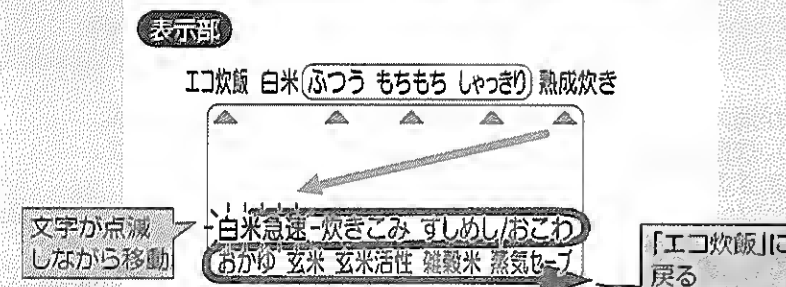 表示部
エコ炊飯 白米 ふつう もちもち しゃっきり 熟成炊き
文字が点滅
しながら移動
白米急速 炊きこみ すしめし/おこわ
おかゆ 玄米 玄米活性 雑穀米 蒸気セーブ
「エコ炊飯」に
戻る